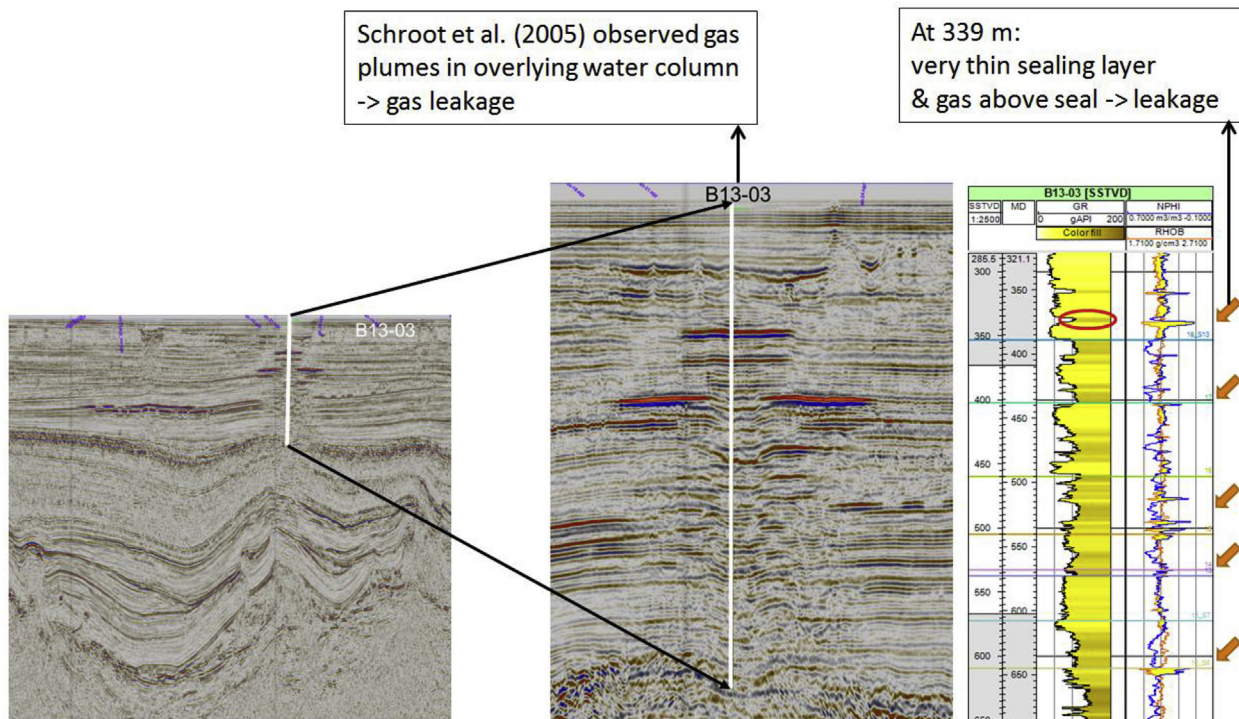 Schroot et al. (2005) observed gas
plumes in overlying water column
-> gas leakage
At 339 m:
very thin sealing layer
& gas above seal -> leakage
B13-03
B13-03
B13-03 [SSTVD]
SSTVD MD GR NPHI
1:2500 0 gAPI 200 0.7000 m3/m3 -0.1000
Color fill RHOB
1.7100 g/cm3 2.7100
285.5 321.1
300
350
350
400
400
450
450
500
500
550
550
600
600
650